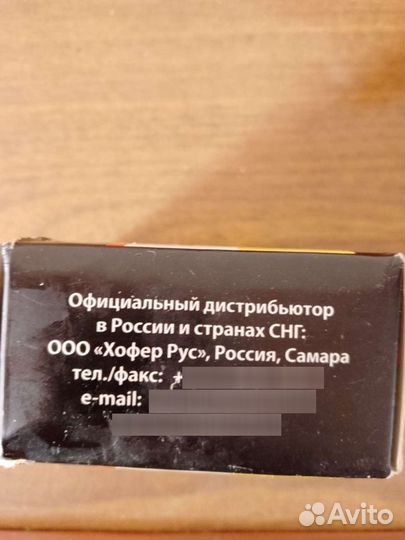 Официальный дистрибьютор
в России и странах СНГ:
ООО «Хофер Рус», Россия, Самара
тел./факс: +
e-mail:
Avito